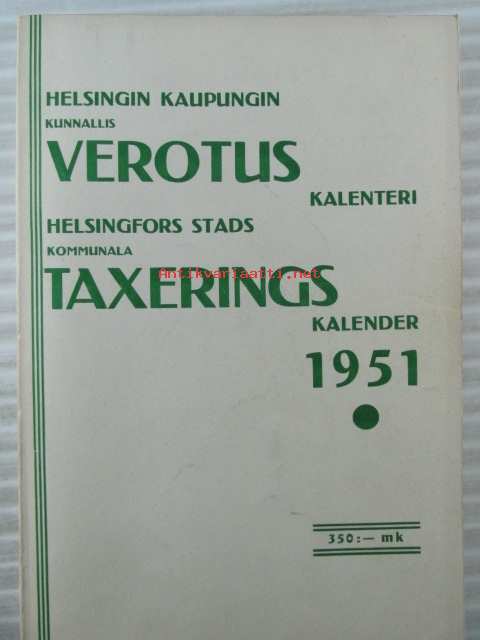 HELSINGIN KAUPUNGIN
KUNNALLIS
VEROTUS
KALENTERI
HELSINGFORS STADS
KOMMUNALA
Antikvariaatti.net
TAXERINGS
KALENDER
1951
350:— mk